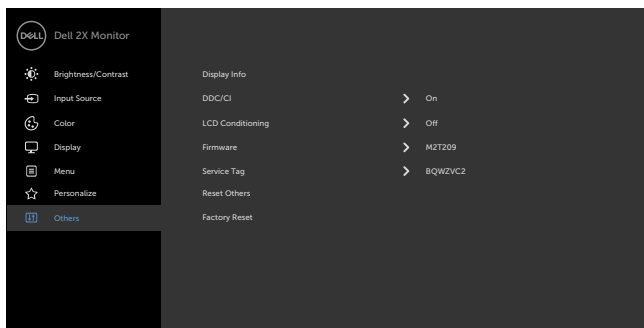 DELL Dell 2X Monitor
Brightness/Contrast Display Info
Input Source DDC/CI On
Color LCD Conditioning Off
Display Firmware M2T209
Menu Service Tag BQWZVC2
Personalize Reset Others
Others Factory Reset